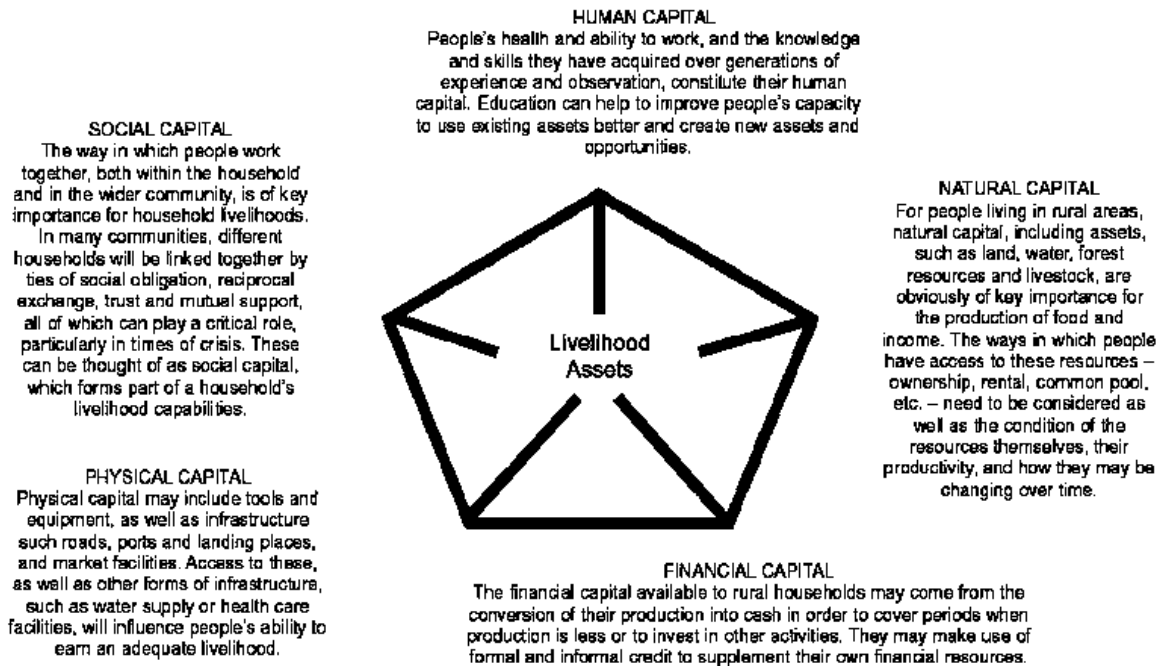 HUMAN CAPITAL
People's health and ability to work, and the knowledge
and skills they have acquired over generations of
experience and observation, constitute their human
capital. Education can help to improve people's capacity
to use existing assets better and create new assets and
opportunities.
SOCIAL CAPITAL
The way in which people work
together, both within the household
and in the wider community, is of key
importance for household livelihoods.
In many communities, different
households will be linked together by
ties of social obligation, reciprocal
exchange, trust and mutual support,
all of which can play a critical role,
particularly in times of crisis. These
can be thought of as social capital,
which forms part of a household's
livelihood capabilities.
NATURAL CAPITAL
For people living in rural areas,
natural capital, including assets,
such as land, water, forest
resources and livestock, are
obviously of key importance for
the production of food and
income. The ways in which people
have access to these resources –
ownership, rental, common pool,
etc. – need to be considered as
well as the condition of the
resources themselves, their
productivity, and how they may be
changing over time.
Livelihood
Assets
PHYSICAL CAPITAL
Physical capital may include tools and
equipment, as well as infrastructure
such roads, ports and landing places,
and market facilities. Access to these,
as well as other forms of infrastructure,
such as water supply or health care
facilities, will influence people's ability to
earn an adequate livelihood.
FINANCIAL CAPITAL
The financial capital available to rural households may come from the
conversion of their production into cash in order to cover periods when
production is less or to invest in other activities. They may make use of
formal and informal credit to supplement their own financial resources.